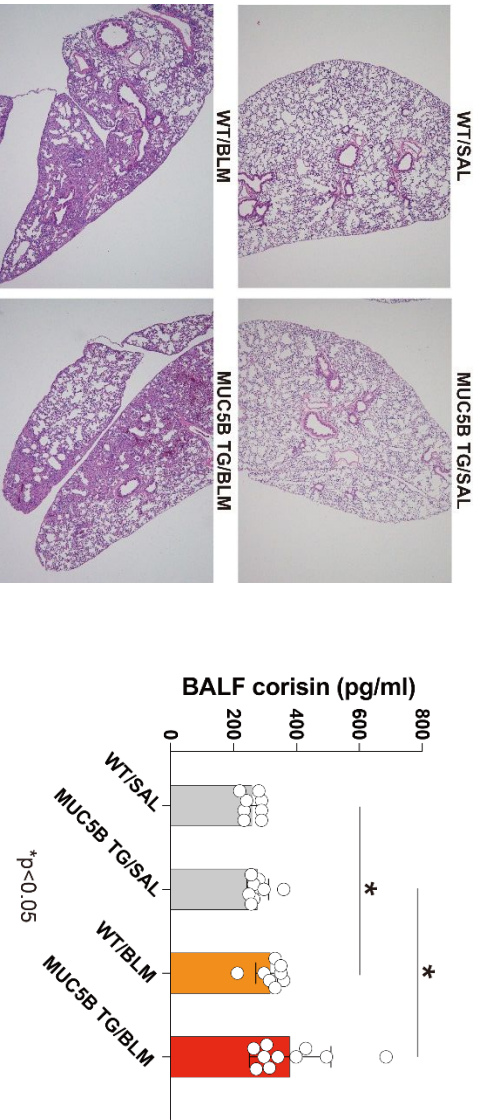 WT/SAL
MUC5B TG/SAL
WT/BLM
MUC5B TG/BLM
BALF corisin (pg/ml)
800
600
400
200
0
*
*
WT/SAL
MUC5B TG/SAL
WT/BLM
MUC5B TG/BLM
*p<0.05